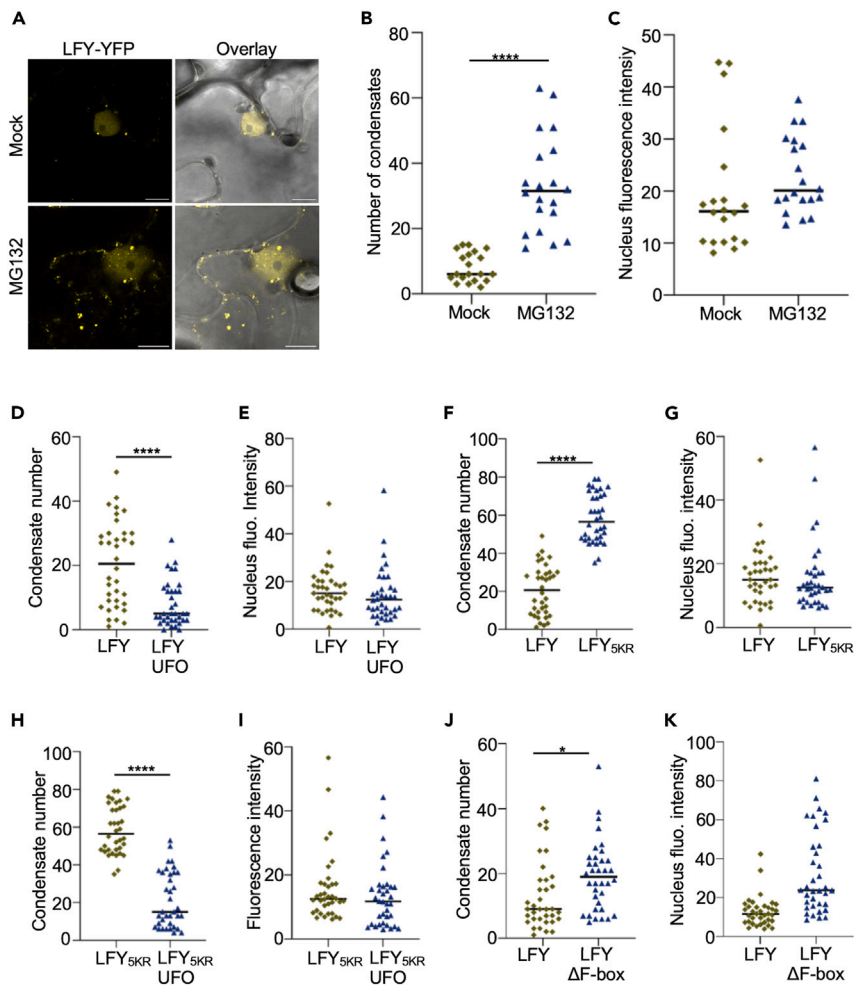 A
LFY-YFP
Overlay
Mock
MG132
B
Number of condensates
60
40
20
0
****
Mock
MG132
C
Nucleus fluorescence intensiy
50
40
30
20
10
0
Mock
MG132
D
Condensate number
60
40
20
0
****
LFY
LFY
UFO
E
Nucleus fluo. Intensity
80
60
40
20
0
LFY
LFY
UFO
F
Condensate number
100
80
60
40
20
0
****
LFY
LFY5KR
G
Nucleus fluo. intensity
60
40
20
0
LFY
LFY5KR
H
Condensate number
100
80
60
40
20
0
****
LFY5KR
LFY5KR
UFO
I
Fluorescence intensity
60
40
20
0
LFY5KR
LFY5KR
UFO
J
Condensate number
60
40
20
0
*
LFY
LFY
ΔF-box
K
Nucleus fluo. intensity
100
80
60
40
20
0
LFY
LFY
ΔF-box